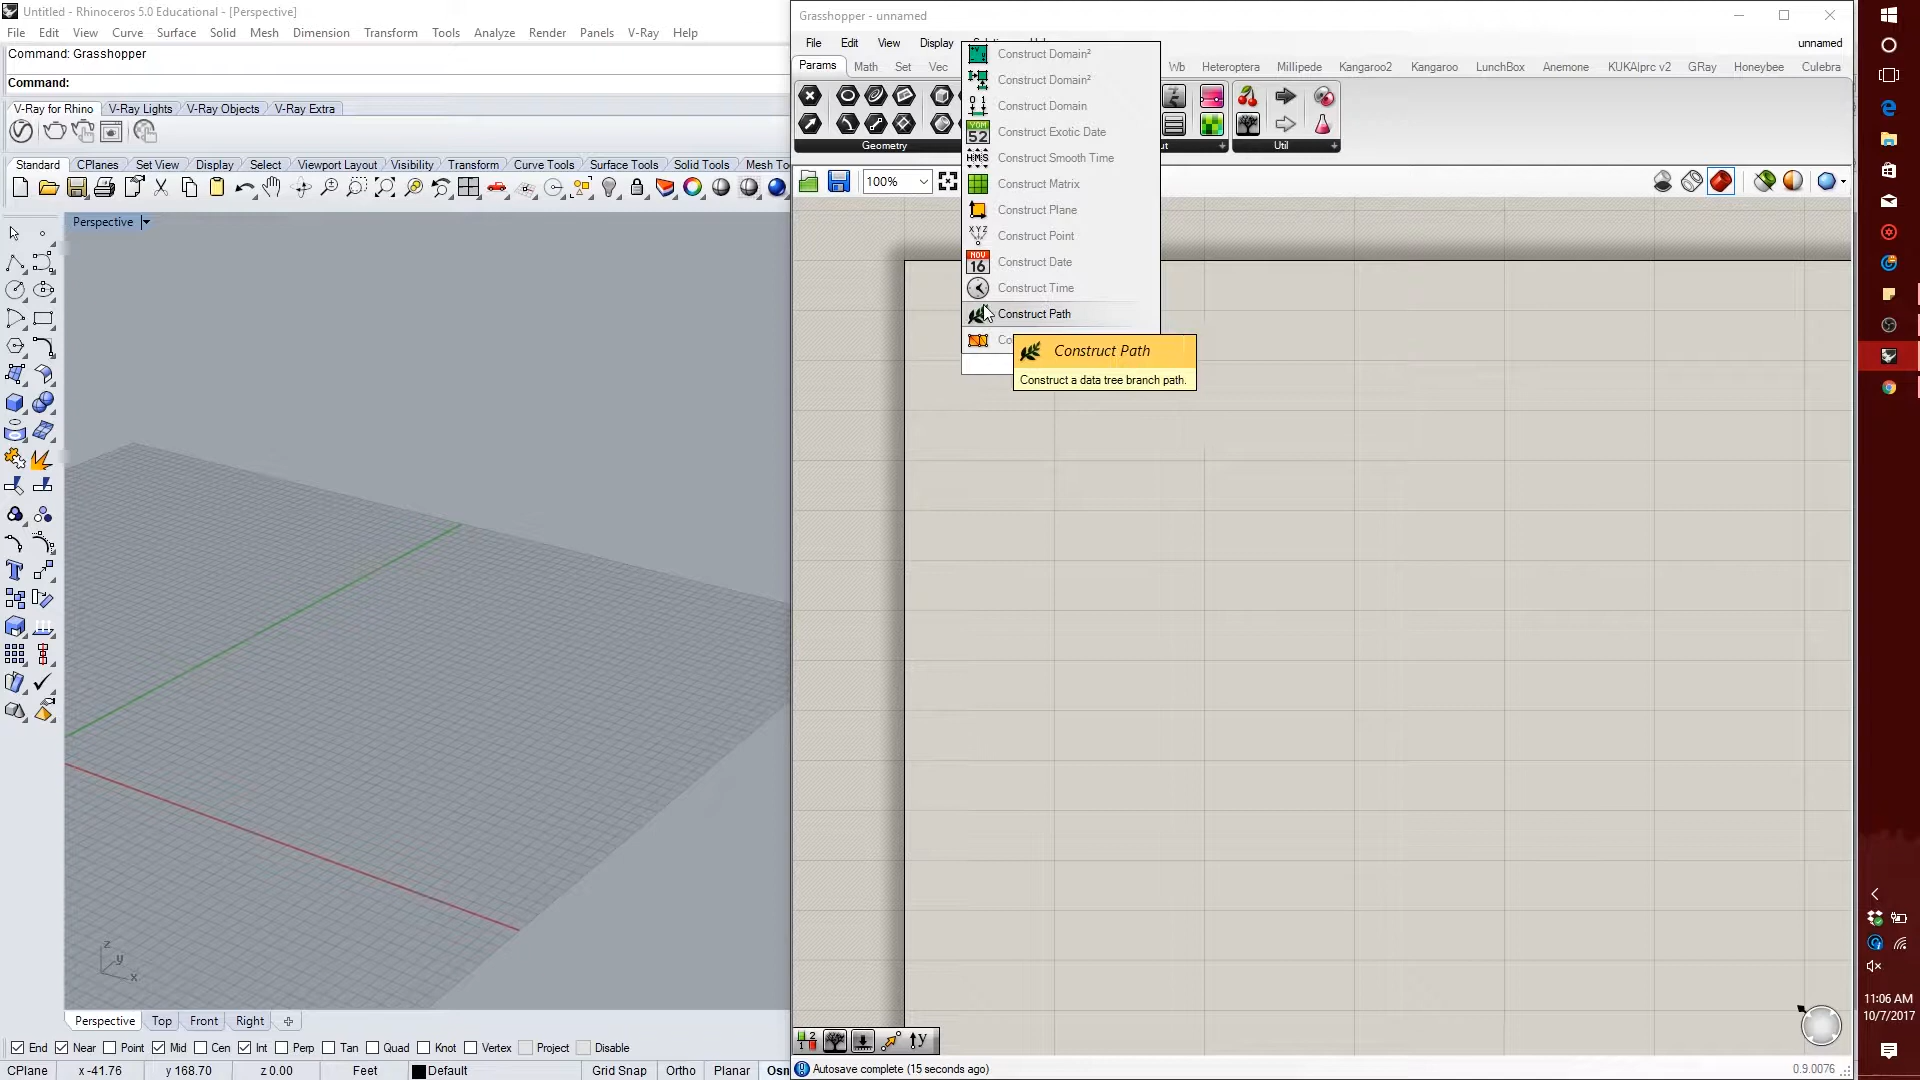 Untitled - Rhinoceros 5.0 Educational - [Perspective]
File Edit View Curve Surface Solid Mesh Dimension Transform Tools Analyze Render Panels V-Ray Help
Command: Grasshopper
Command:
V-Ray for Rhino V-Ray Lights V-Ray Objects V-Ray Extra
Standard CPlanes Set View Display Select Viewport Layout Visibility Transform Curve Tools Surface Tools Solid Tools Mesh To
Perspective
z
y
x
Perspective Top Front Right
End Near Point Mid Cen Int Perp Tan Quad Knot Vertex Project Disable
CPlane x -41.76 y 168.70 z 0.00 Feet Default Grid Snap Ortho Planar Osn
Grasshopper - unnamed
File Edit View Display
unnamed
Params Math Set Vec Wb Heteroptera Millipede Kangaroo2 Kangaroo LunchBox Anemone KUKA|prc v2 GRay Honeybee Culebra
Geometry
ut
Util
100%
Construct Domain²
Construct Domain²
Construct Domain
Construct Exotic Date
Construct Smooth Time
Construct Matrix
Construct Plane
Construct Point
Construct Date
Construct Time
Construct Path
Co
Construct Path
Construct a data tree branch path.
Autosave complete (15 seconds ago)
0.9.0076
11:06 AM
10/7/2017